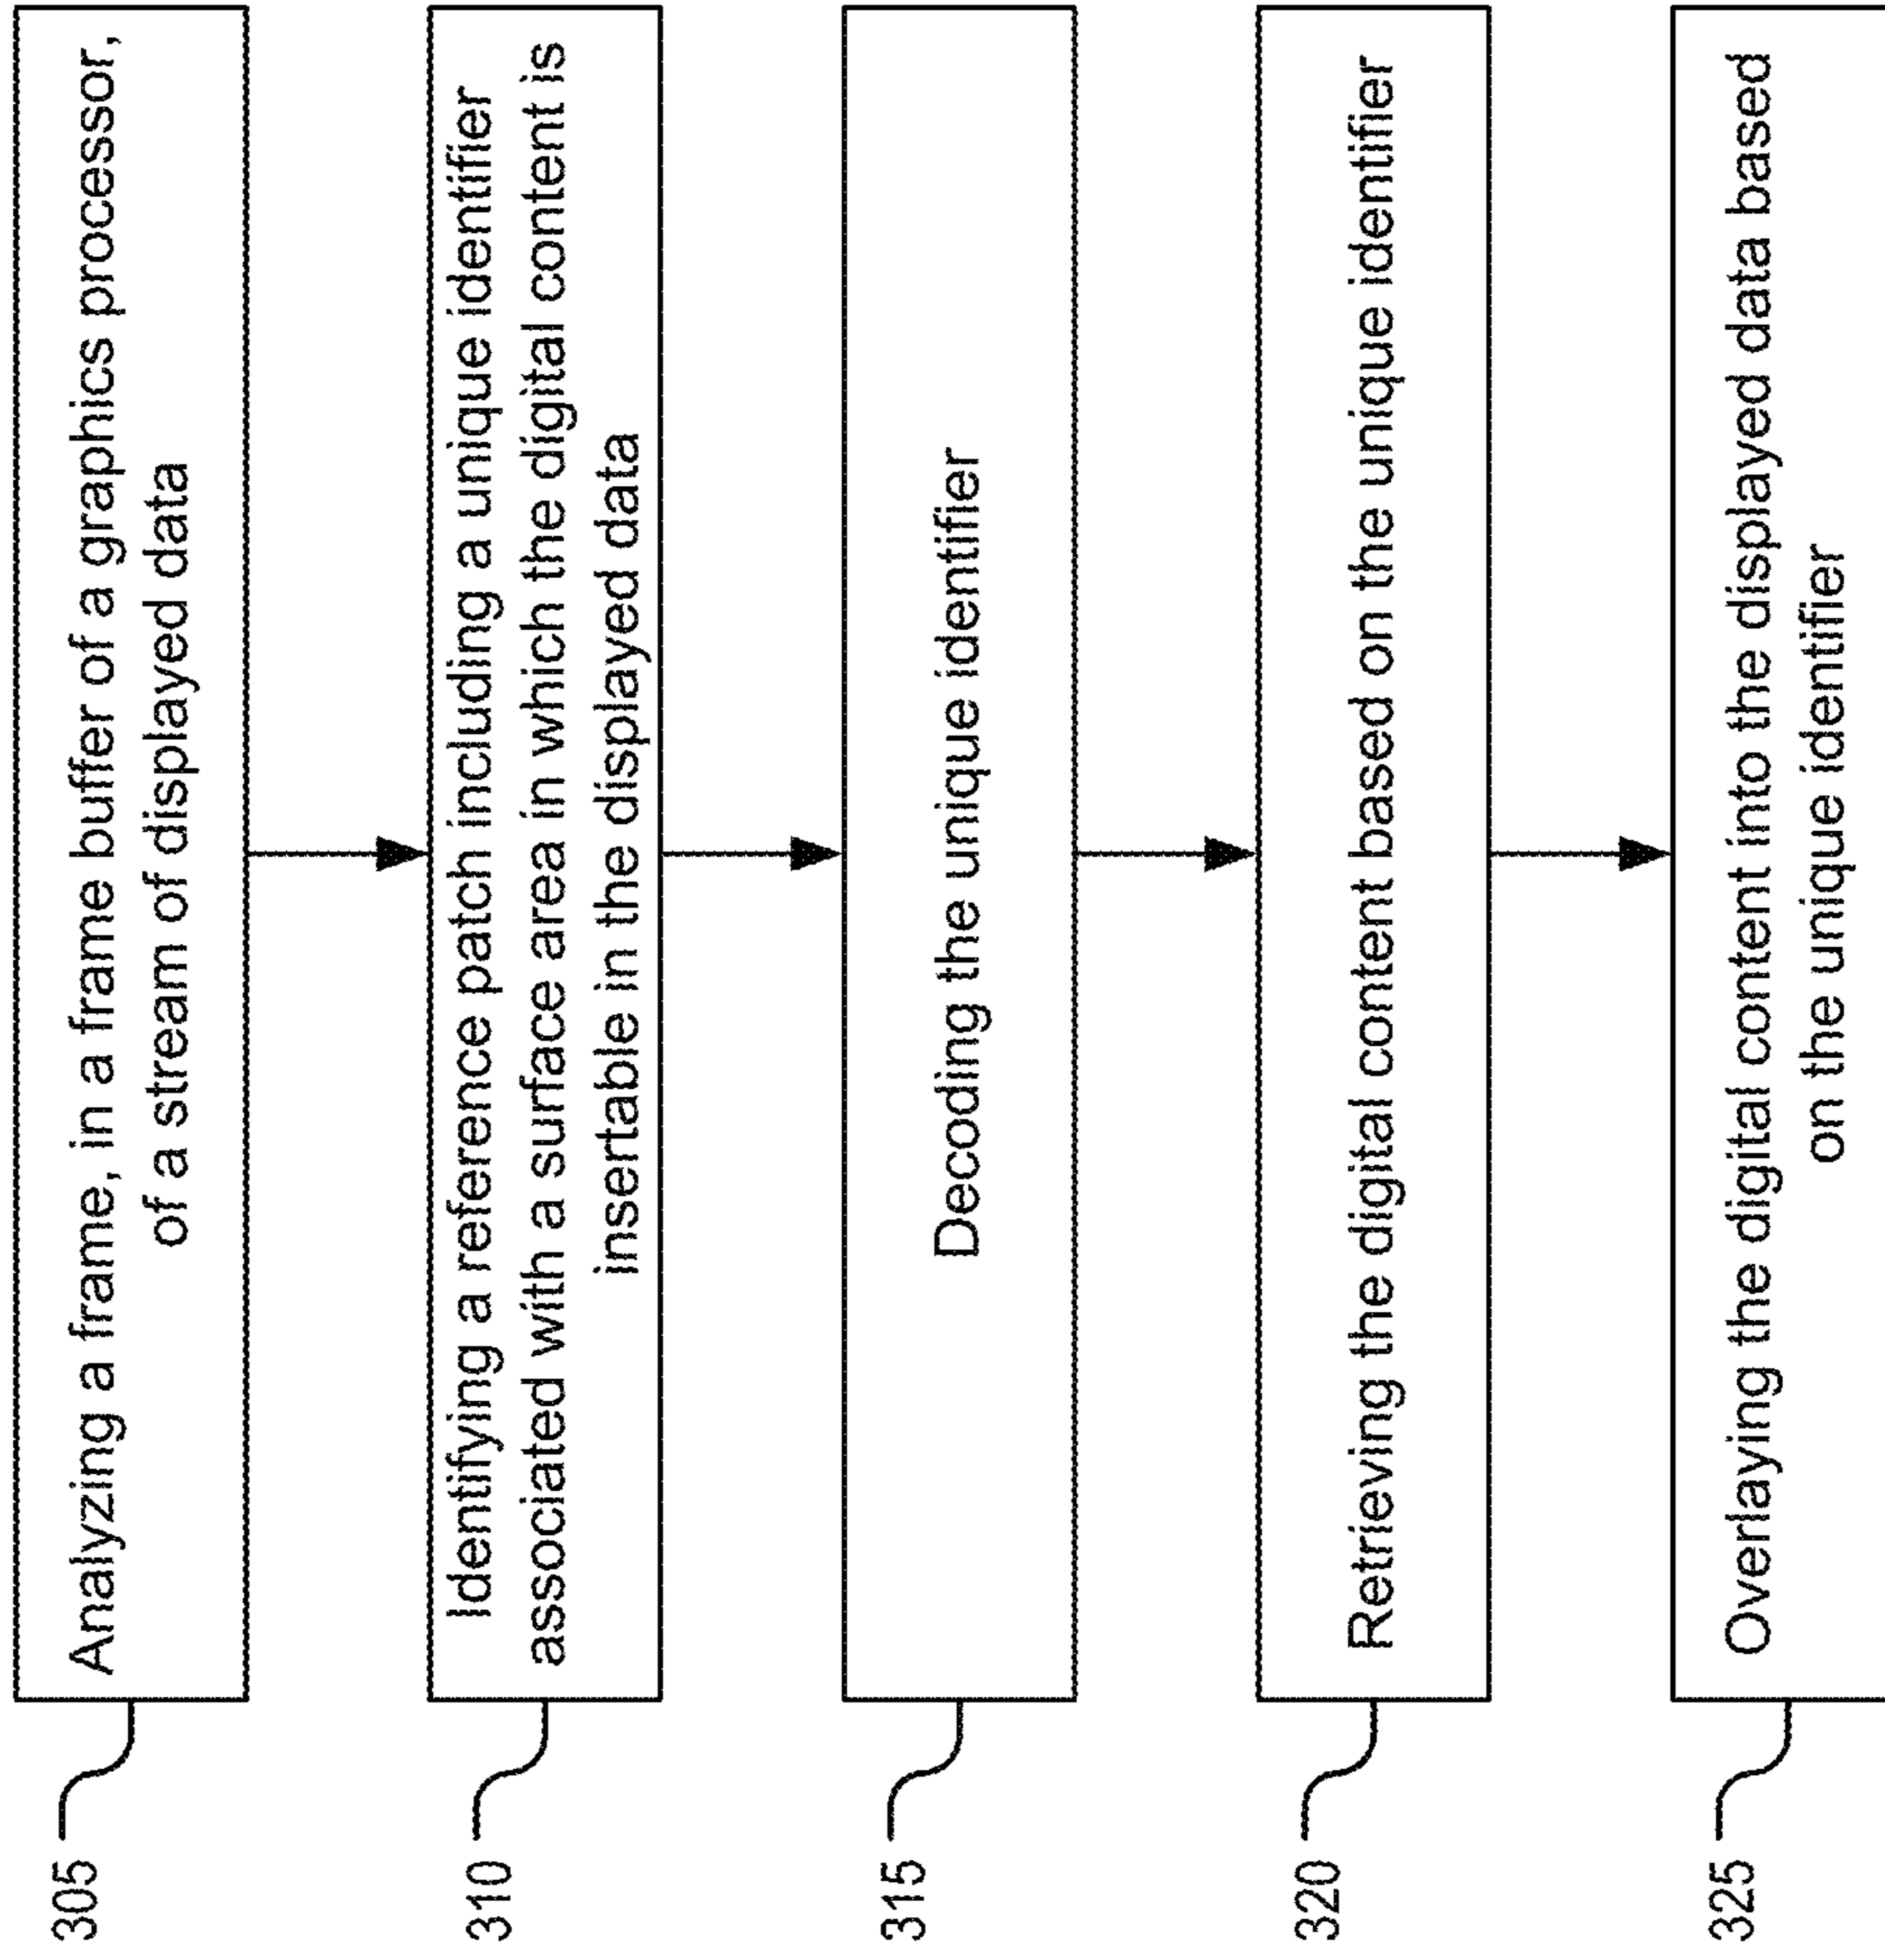 305
Analyzing a frame, in a frame buffer of a graphics processor,
of a stream of displayed data
310
Identifying a reference patch including a unique identifier
associated with a surface area in which the digital content is
insertable in the displayed data
315
Decoding the unique identifier
320
Retrieving the digital content based on the unique identifier
325
Overlaying the digital content into the displayed data based
on the unique identifier